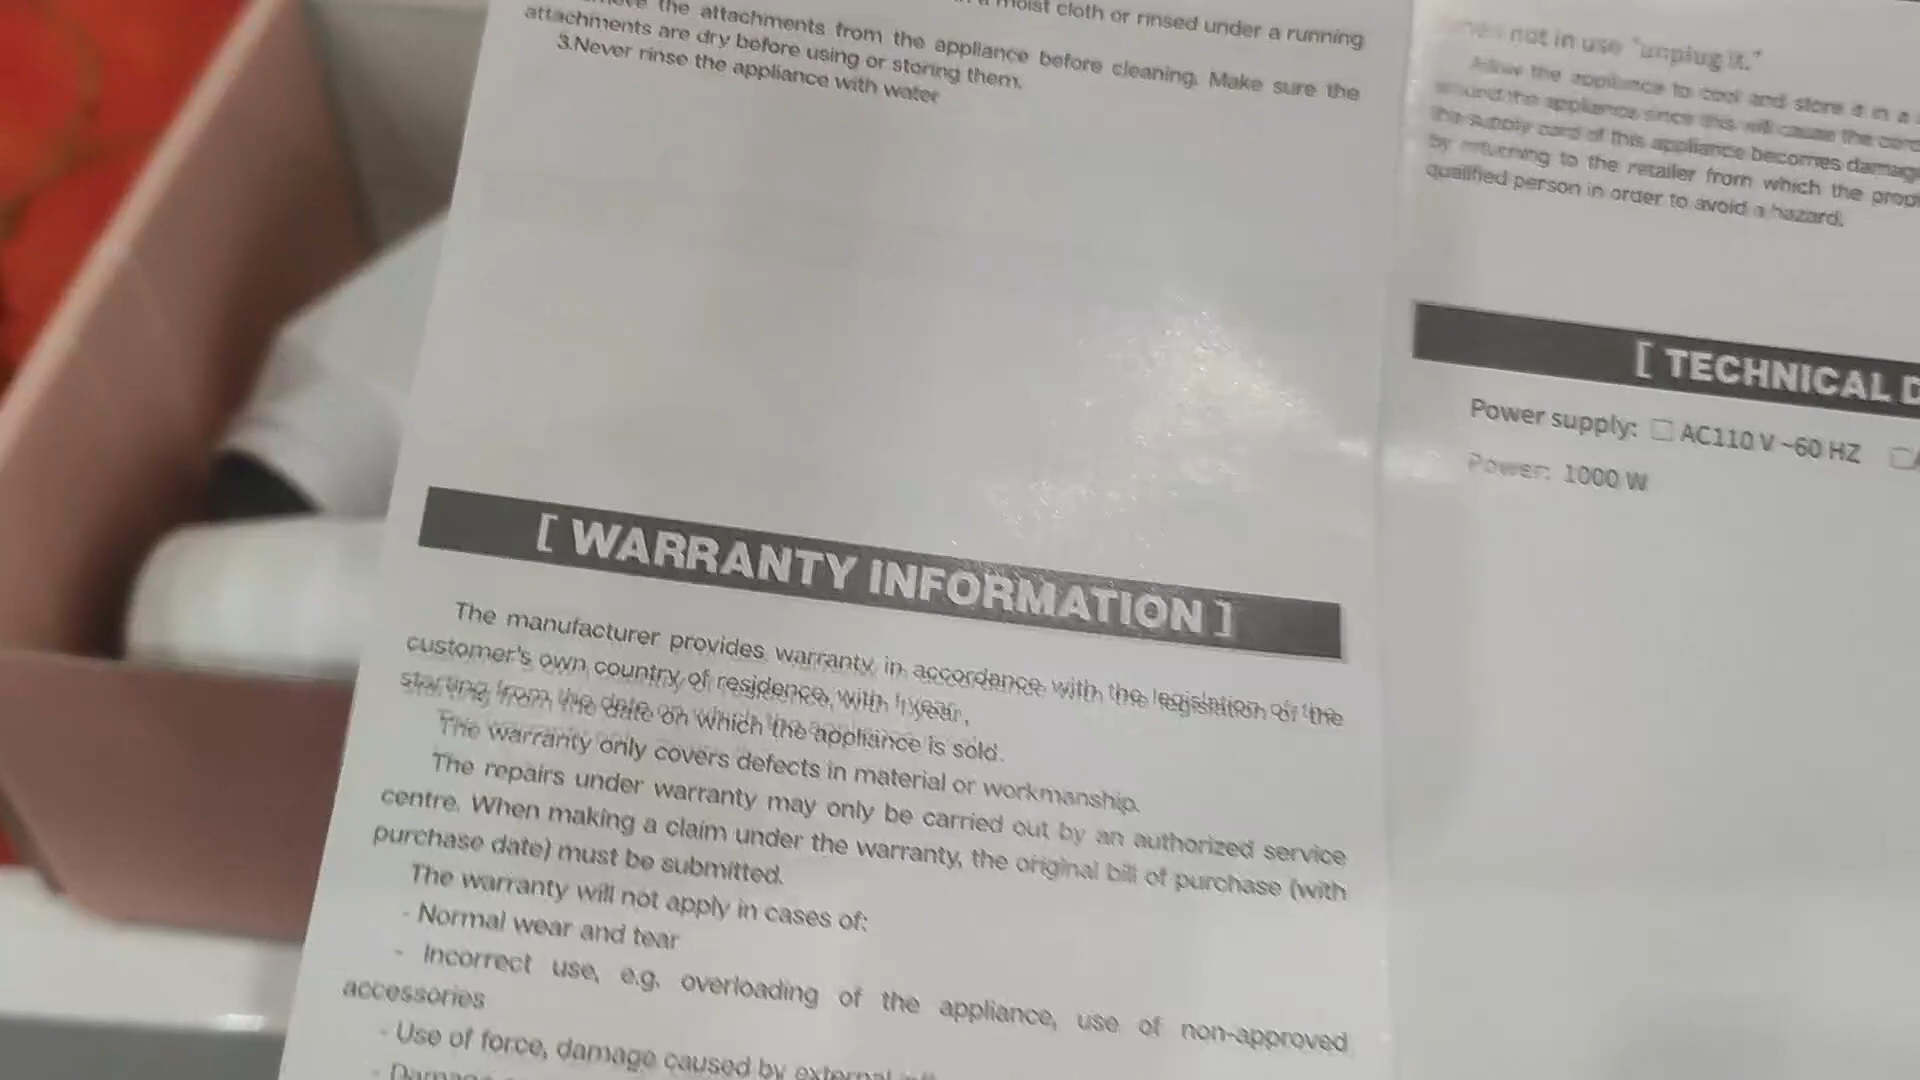 the attachments from the appliance before cleaning. Make sure the
moist cloth or rinsed under a running
attachments are dry before using or storing them.
3.Never rinse the appliance with water
[ WARRANTY INFORMATION ]
The manufacturer provides warranty in accordance with the legislation of the
customer's own country of residence, with 1 year,
starting from the date on which the appliance is sold.
The warranty only covers defects in material or workmanship.
The repairs under warranty may only be carried out by an authorized service
centre. When making a claim under the warranty, the original bill of purchase (with
purchase date) must be submitted.
The warranty will not apply in cases of:
- Normal wear and tear
- Incorrect use, e.g. overloading of the appliance, use of non-approved
accessories
- Use of force, damage caused by external
not in use "unplug it."
the appliance to cool and store it in a
the appliance since this will cause the
the supply cord of this appliance becomes
by returning to the retailer from which the
qualified person in order to avoid a hazard.
[ TECHNICAL
Power supply: □ AC110 V ~60 HZ □
Power: 1000 W